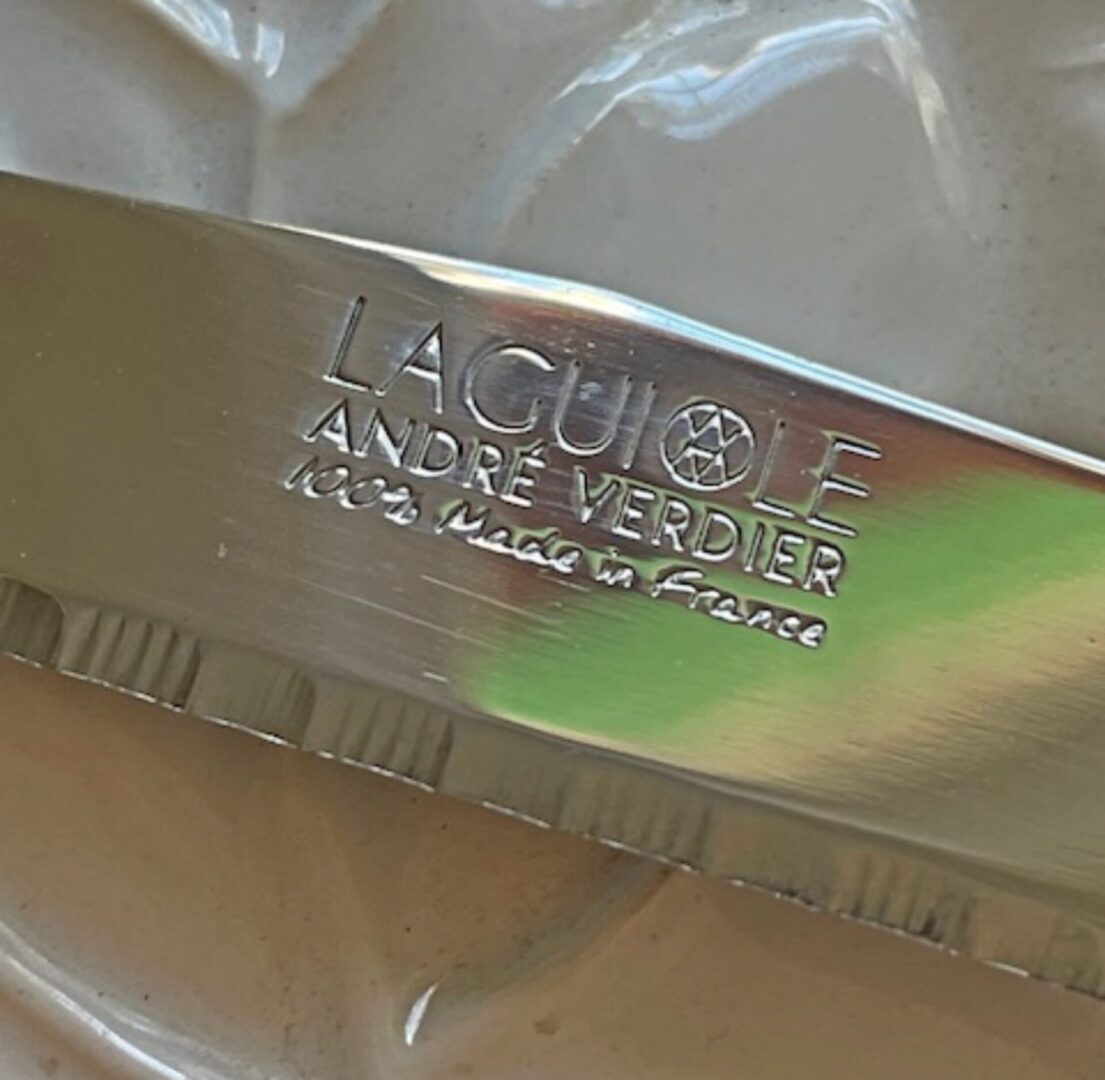 LAGUIOLE
ANDRÉ VERDIER
100% Made in France